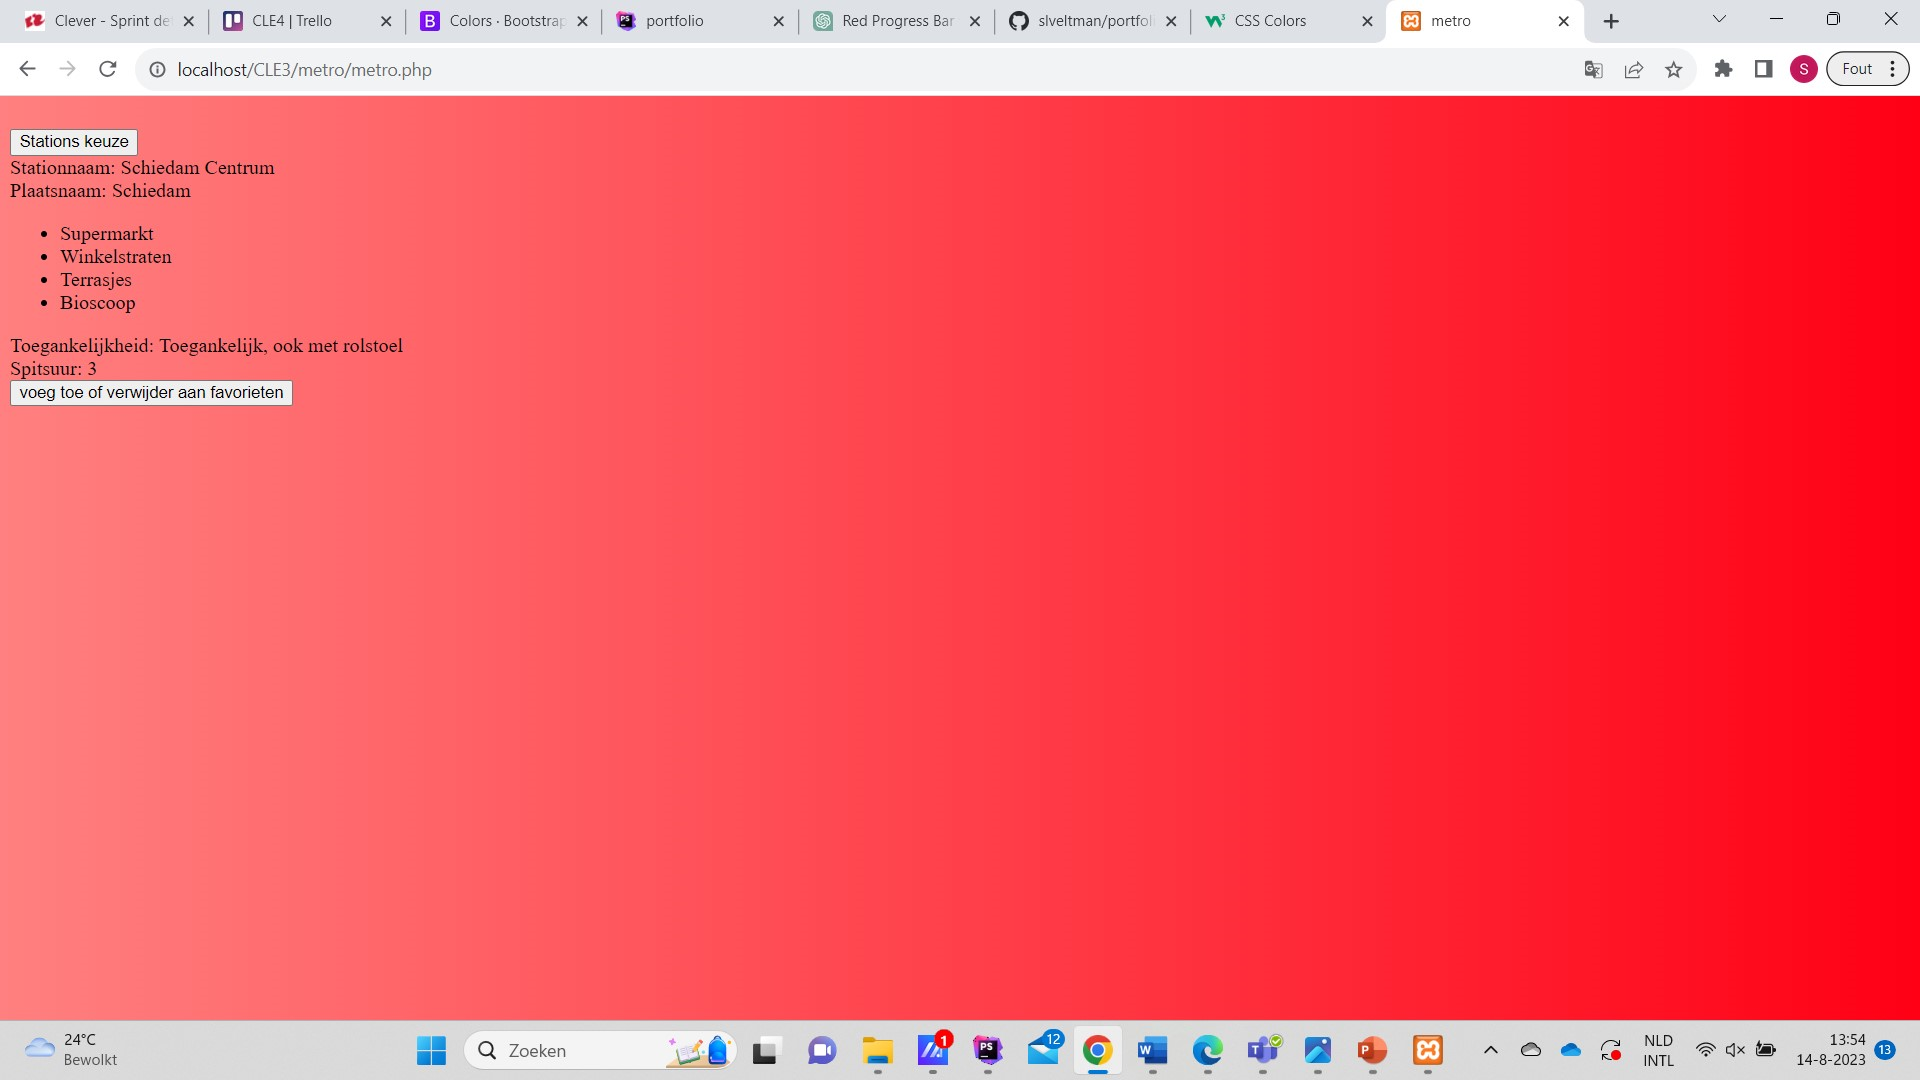 Clever - Sprint de
CLE4 | Trello
Colors · Bootstrap
portfolio
Red Progress Bar
slveltman/portfoli
CSS Colors
metro
localhost/CLE3/metro/metro.php
S
Fout
Stations keuze
Stationnaam: Schiedam Centrum
Plaatsnaam: Schiedam
• Supermarkt
• Winkelstraten
• Terrasjes
• Bioscoop
Toegankelijkheid: Toegankelijk, ook met rolstoel
Spitsuur: 3
voeg toe of verwijder aan favorieten
24°C
Bewolkt
Zoeken
1
PS
12
W
T
P
NLD
INTL
13:54
14-8-2023
13